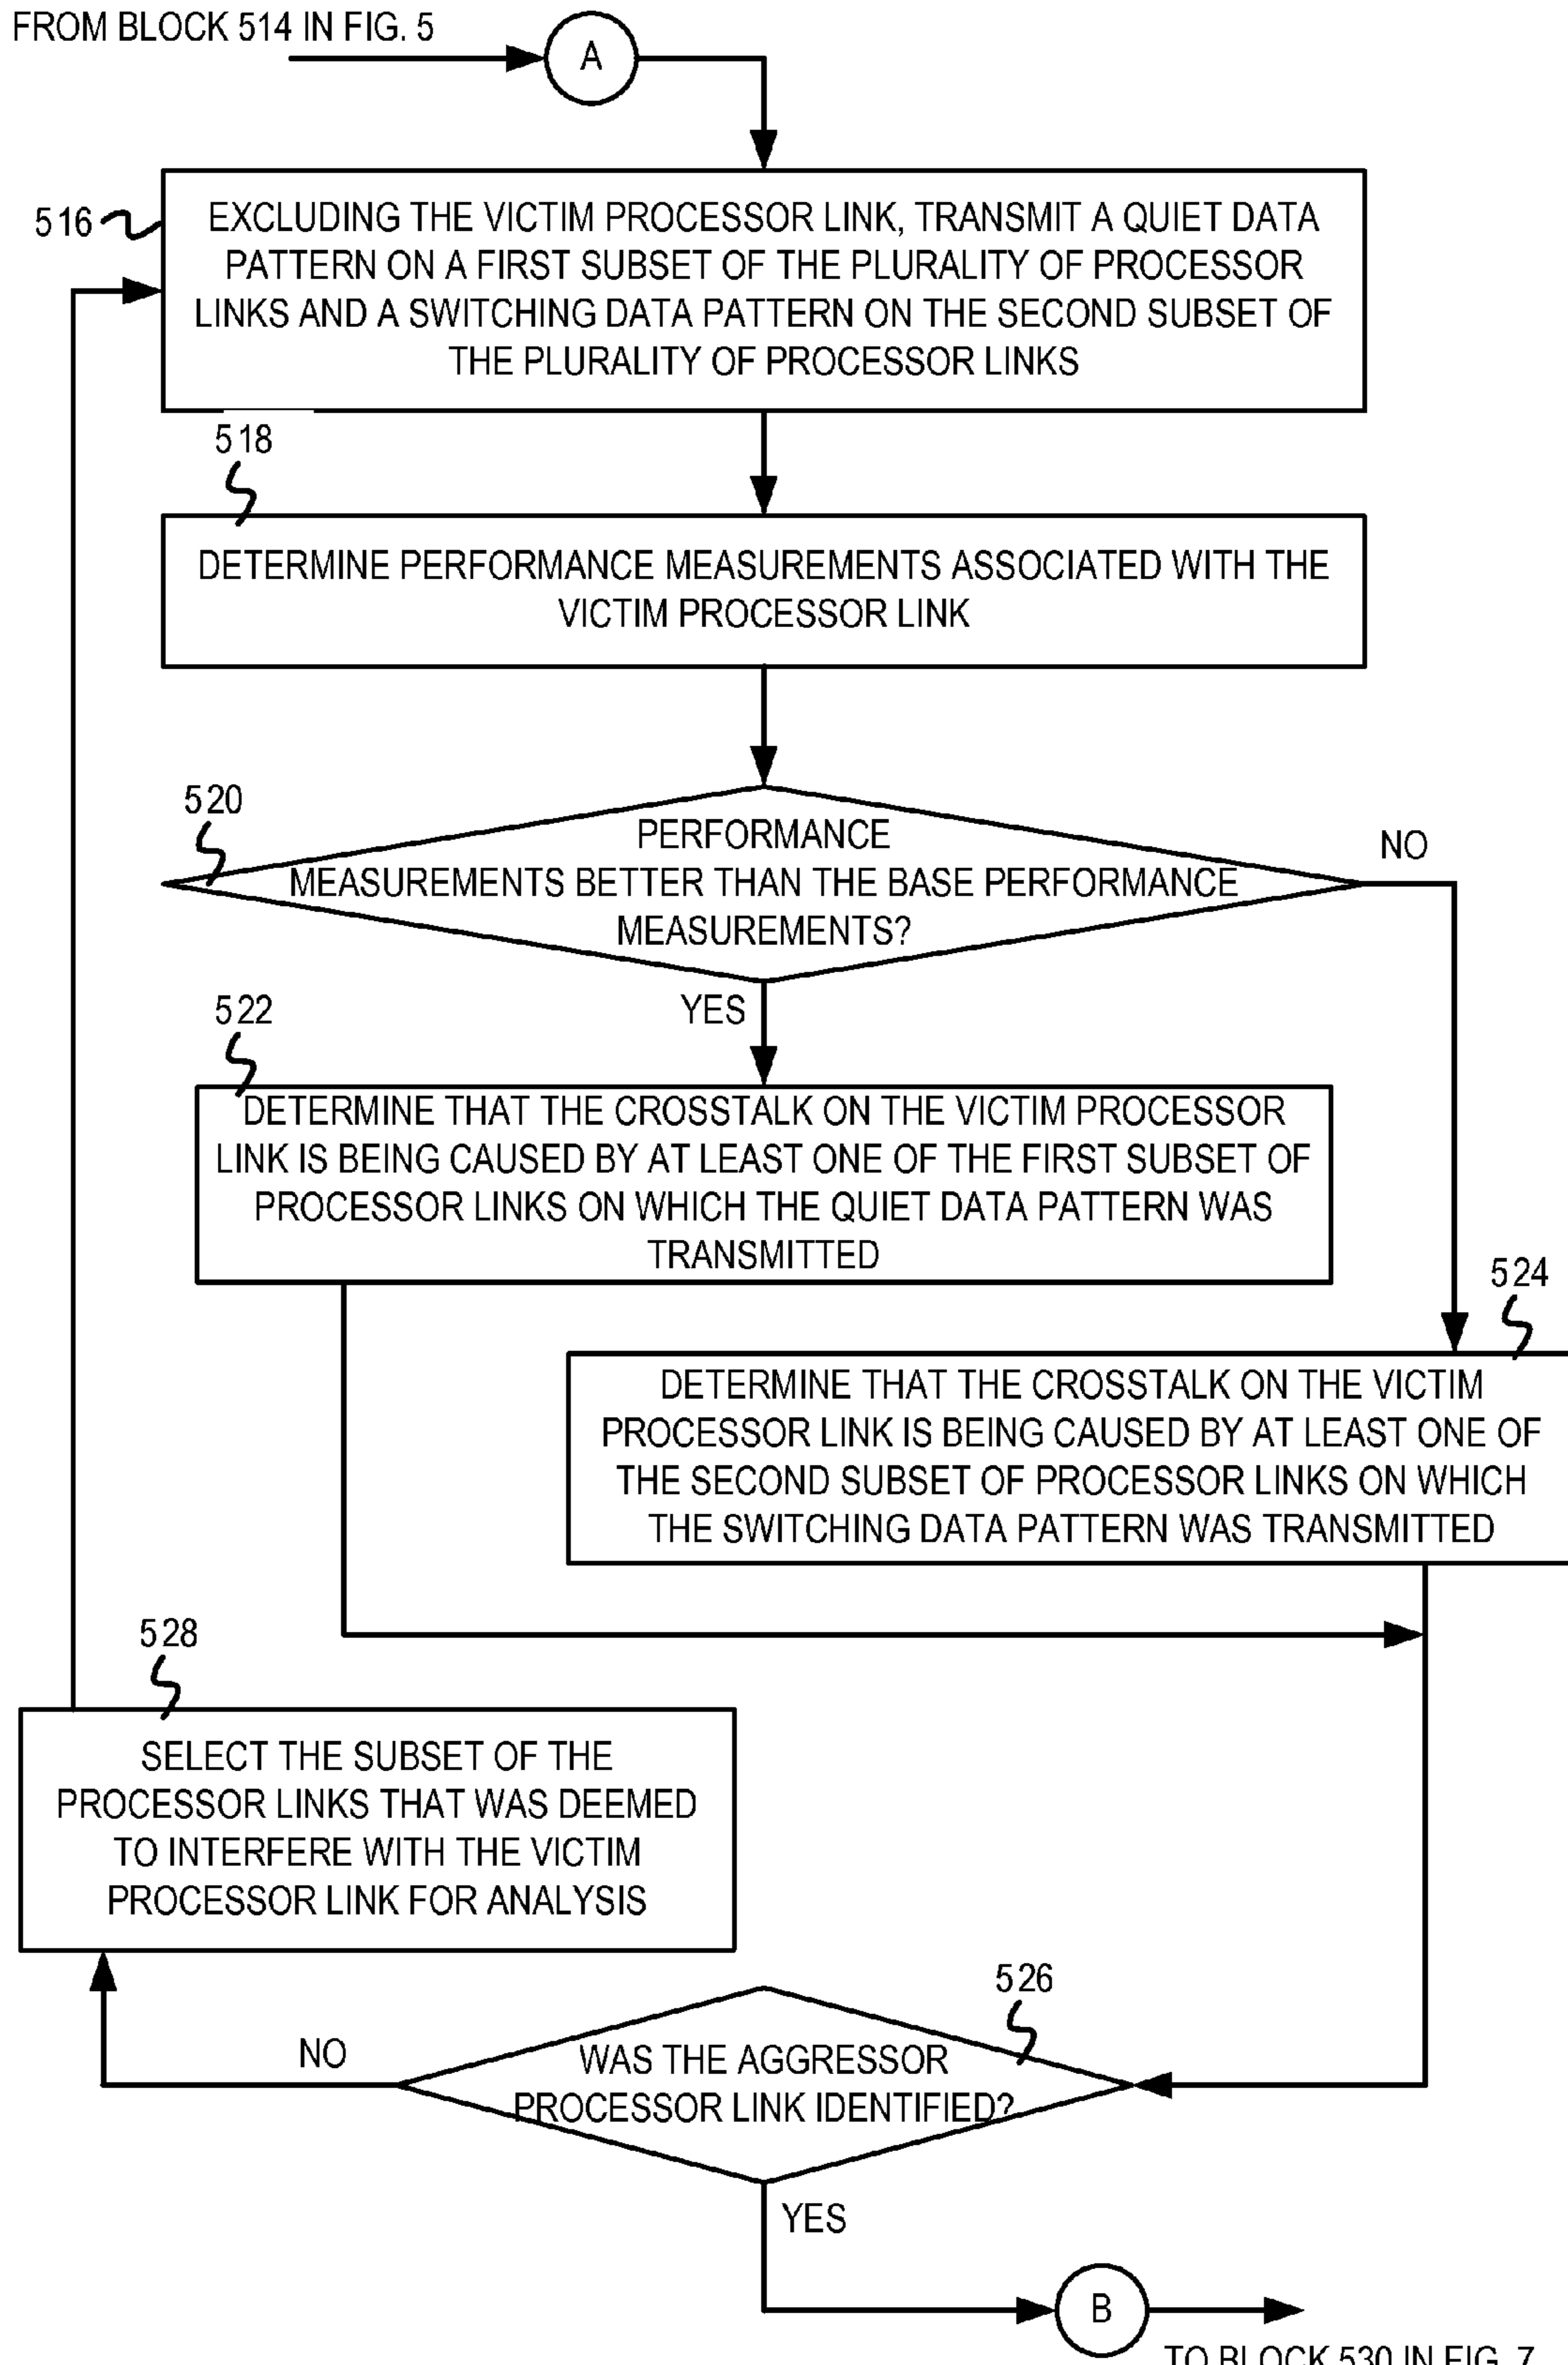 FROM BLOCK 514 IN FIG. 5
A
516
EXCLUDING THE VICTIM PROCESSOR LINK, TRANSMIT A QUIET DATA
PATTERN ON A FIRST SUBSET OF THE PLURALITY OF PROCESSOR
LINKS AND A SWITCHING DATA PATTERN ON THE SECOND SUBSET OF
THE PLURALITY OF PROCESSOR LINKS
518
DETERMINE PERFORMANCE MEASUREMENTS ASSOCIATED WITH THE
VICTIM PROCESSOR LINK
520
PERFORMANCE
MEASUREMENTS BETTER THAN THE BASE PERFORMANCE
MEASUREMENTS?
NO
YES
522
DETERMINE THAT THE CROSSTALK ON THE VICTIM PROCESSOR
LINK IS BEING CAUSED BY AT LEAST ONE OF THE FIRST SUBSET OF
PROCESSOR LINKS ON WHICH THE QUIET DATA PATTERN WAS
TRANSMITTED
524
DETERMINE THAT THE CROSSTALK ON THE VICTIM
PROCESSOR LINK IS BEING CAUSED BY AT LEAST ONE OF
THE SECOND SUBSET OF PROCESSOR LINKS ON WHICH
THE SWITCHING DATA PATTERN WAS TRANSMITTED
528
SELECT THE SUBSET OF THE
PROCESSOR LINKS THAT WAS DEEMED
TO INTERFERE WITH THE VICTIM
PROCESSOR LINK FOR ANALYSIS
526
WAS THE AGGRESSOR
PROCESSOR LINK IDENTIFIED?
NO
YES
B
TO BLOCK 530 IN FIG. 7